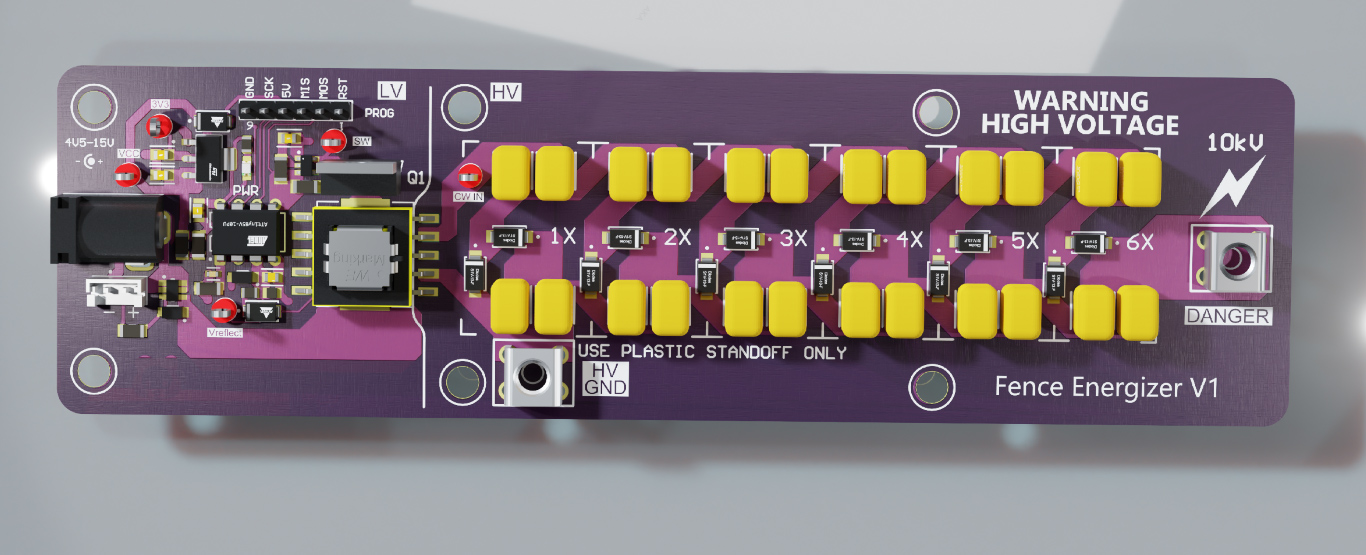 GND
SCK
5V
MIS
MOS
RST
LV
PROG
9
3V3
SW
4V5-15V
VCC
PWR
Q1
HV
WARNING
HIGH VOLTAGE
10kV
CW IN
1X
2X
3X
4X
5X
6X
Vreflect
DANGER
USE PLASTIC STANDOFF ONLY
HV
GND
Fence Energizer V1